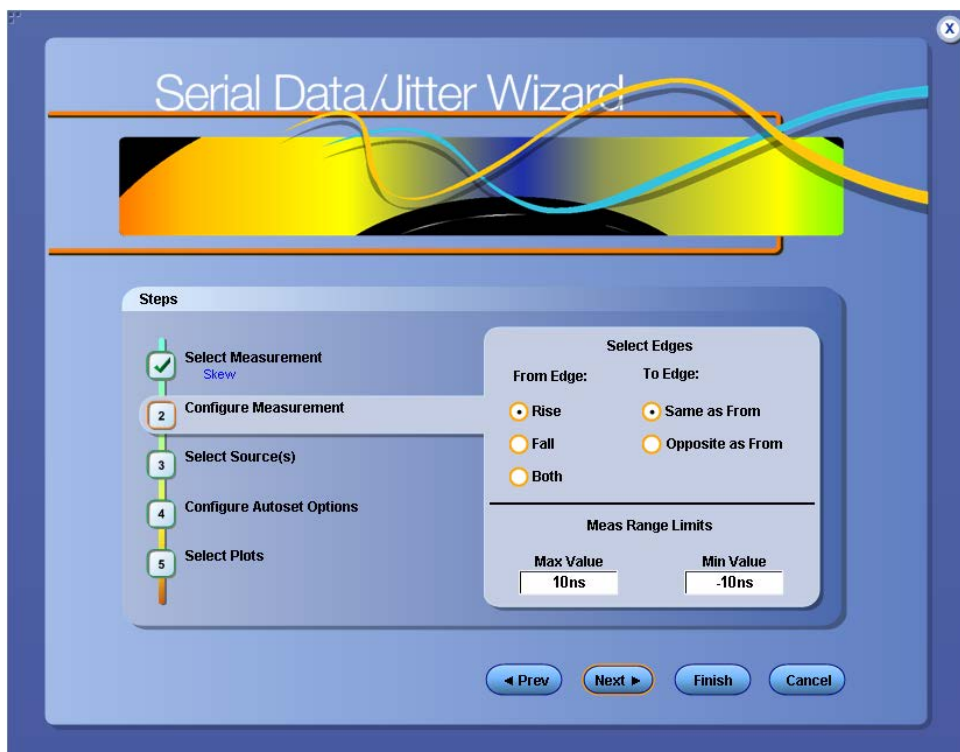 X
Serial Data/Jitter Wizard
Steps
Select Measurement
Skew
2 Configure Measurement
3 Select Source(s)
4 Configure Autoset Options
5 Select Plots
Select Edges
From Edge: To Edge:
Rise Same as From
Fall Opposite as From
Both
Meas Range Limits
Max Value Min Value
10ns -10ns
◄ Prev Next ► Finish Cancel